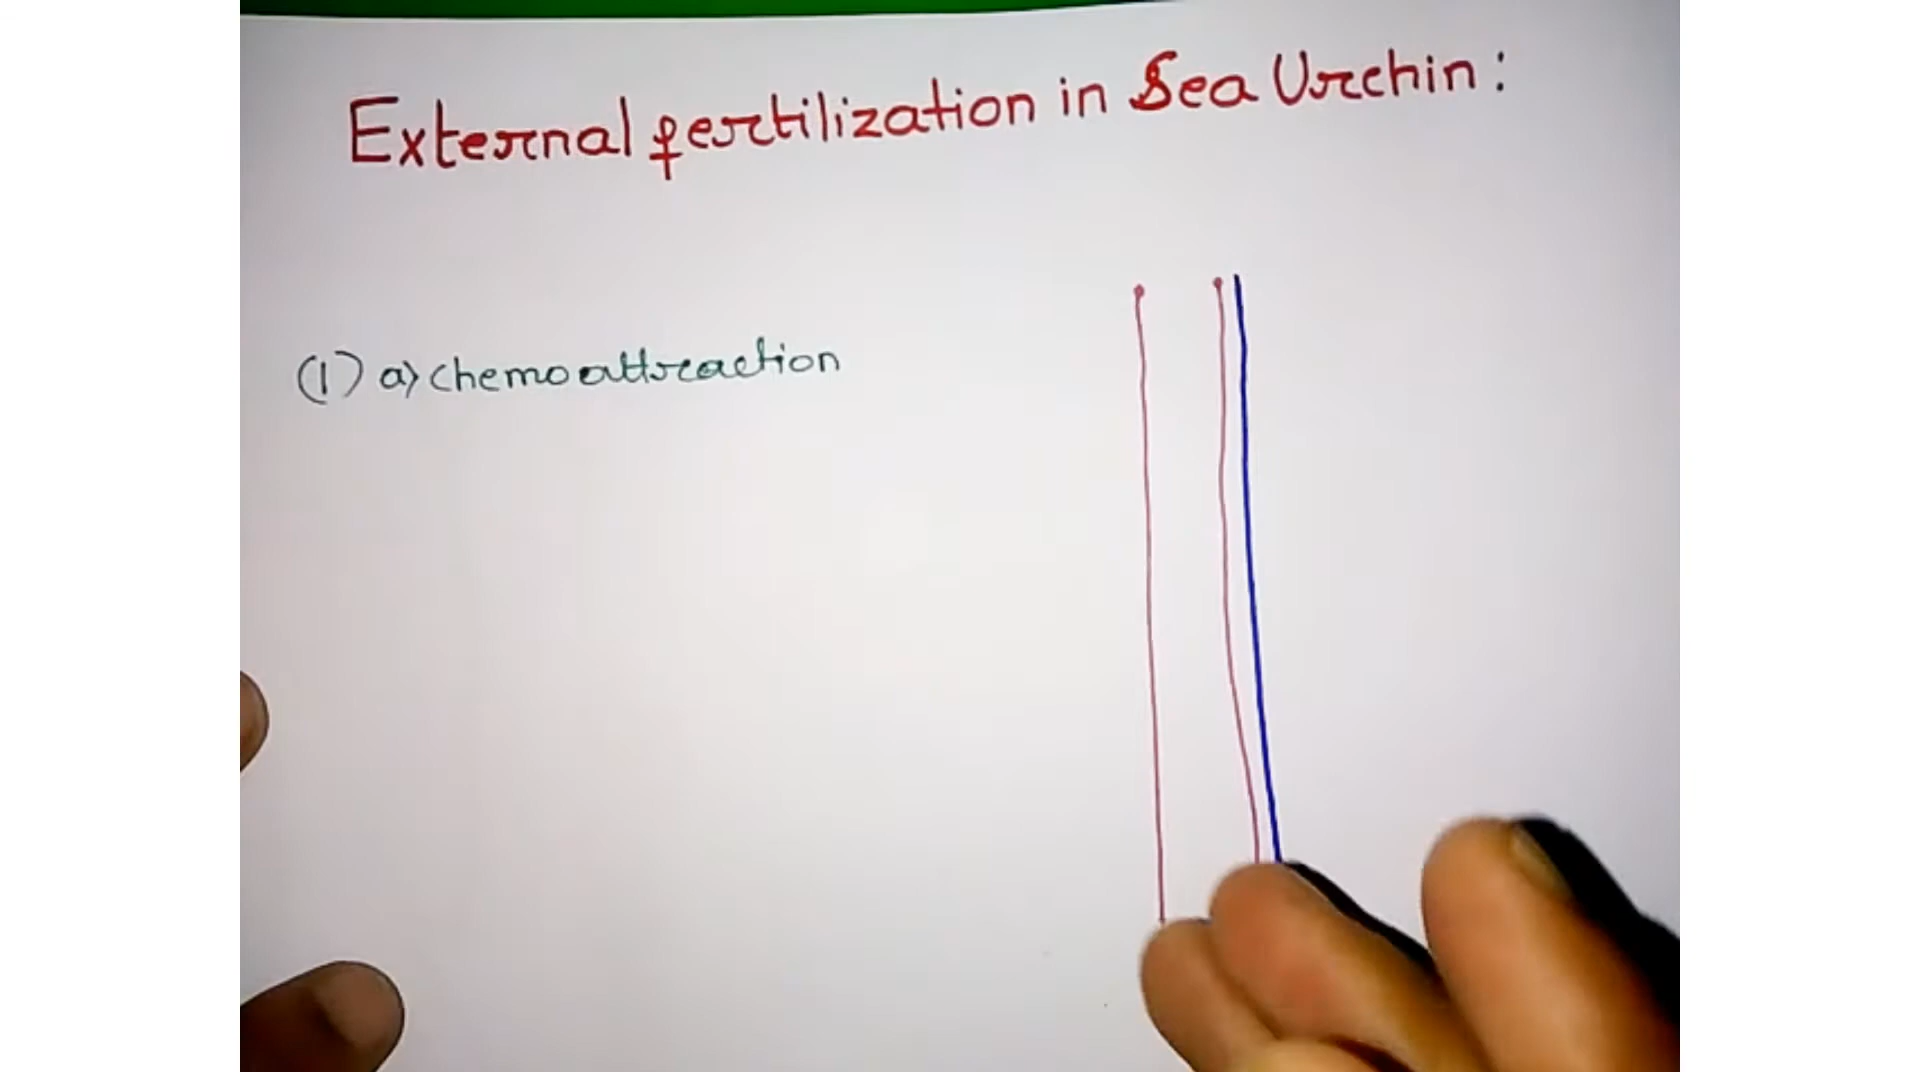 External fertilization in Sea Urchin:
(1) a) chemoattraction